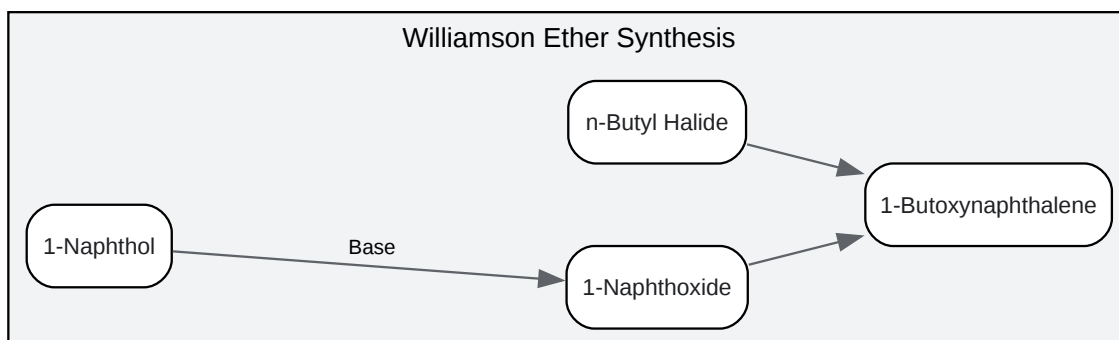 Williamson Ether Synthesis
n-Butyl Halide
1-Butoxynaphthalene
1-Naphthol
Base
1-Naphthoxide